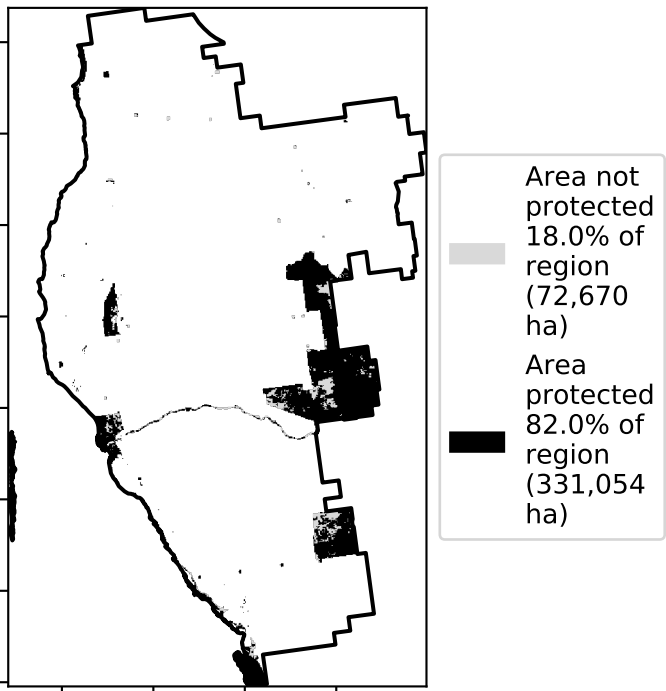 Area not
protected
18.0% of
region
(72,670
ha)
Area
protected
82.0% of
region
(331,054
ha)